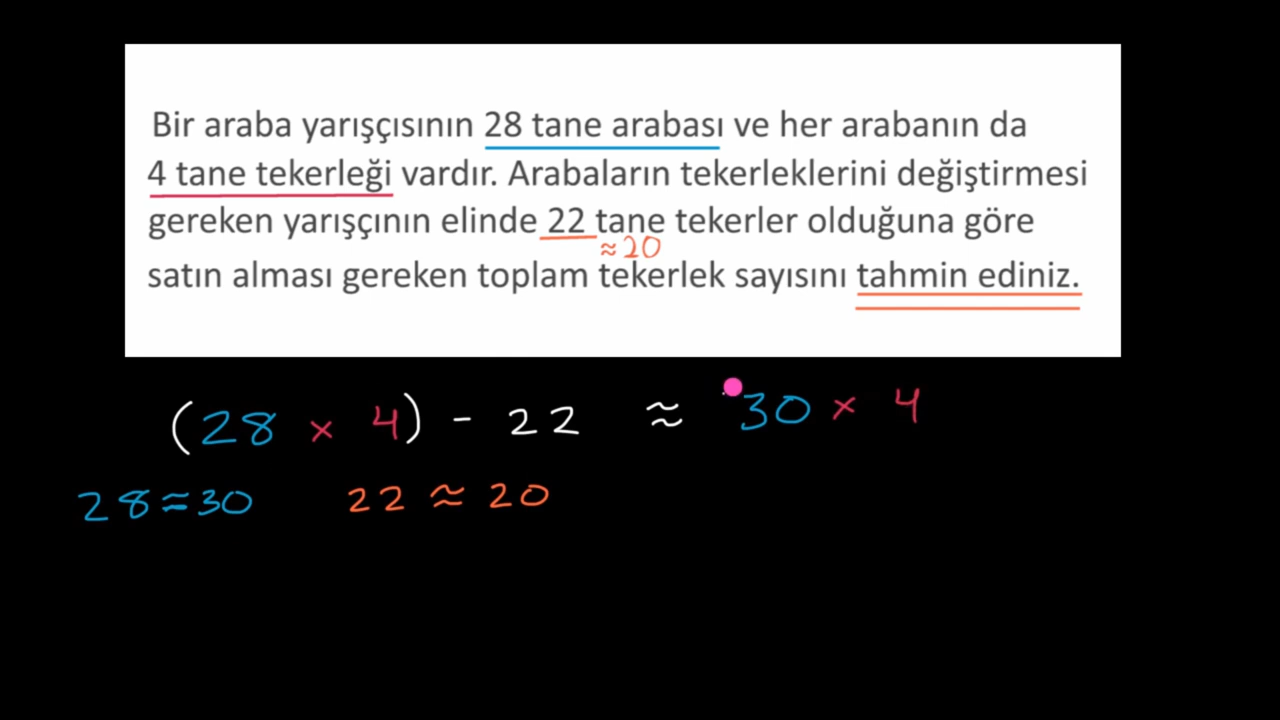 Bir araba yarışçısının 28 tane arabası ve her arabanın da
4 tane tekerleği vardır. Arabaların tekerleklerini değiştirmesi
gereken yarışçının elinde 22 tane tekerler olduğuna göre
≈20
satın alması gereken toplam tekerlek sayısını tahmin ediniz.
(28 × 4) - 22 ≈ 30 × 4
28≈30 22 ≈ 20